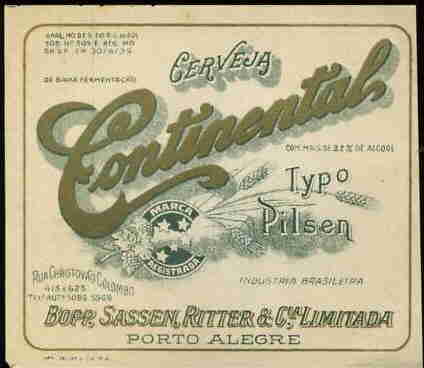 CERVEJA
DE BAIXA FERMENTAÇÃO
Continental
COM MAIS DE 3.2% DE ALCOOL
Typo
Pilsen
MARCA
REGISTRADA
RUA CHRISTOVÃO COLOMBO
INDUSTRIA BRASILEIRA
BOPP, SASSEN, RITTER & CIA. LIMITADA
PORTO ALEGRE